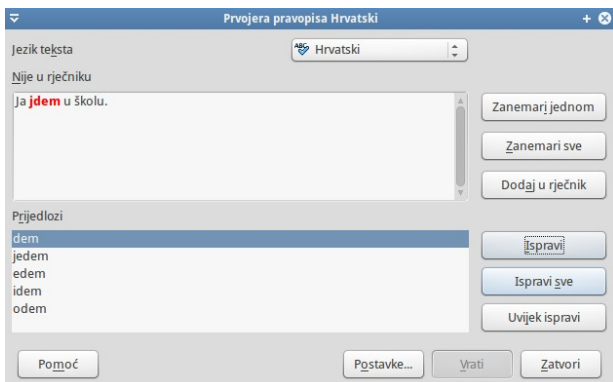 Prvojera pravopisa Hrvatski
Jezik teksta
Hrvatski
Nije u rječniku
Ja jdem u školu.
Zanemari jednom
Zanemari sve
Dodaj u rječnik
Prijedlozi
dem
jedem
edem
idem
odem
Ispravi
Ispravi sve
Uvijek ispravi
Pomoć
Postavke...
Vrati
Zatvori